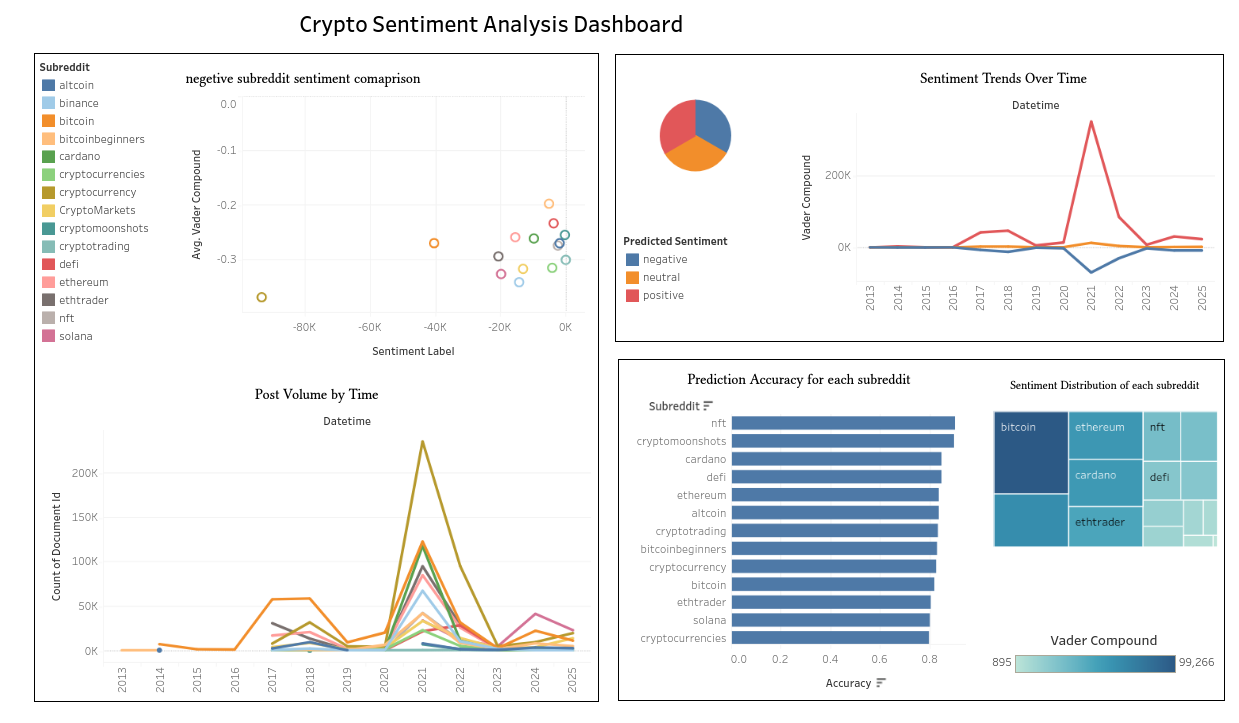 Crypto Sentiment Analysis Dashboard
Subreddit
altcoin
binance
bitcoin
bitcoinbeginners
cardano
cryptocurrencies
cryptocurrency
CryptoMarkets
cryptomoonshots
cryptotrading
defi
ethereum
ethtrader
nft
solana
negetive subreddit sentiment comaprison
Avg. Vader Compound
0.0
-0.1
-0.2
-0.3
-80K -60K -40K -20K 0K
Sentiment Label
Post Volume by Time
Datetime
Count of Document Id
200K
150K
100K
50K
0K
2013 2014 2015 2016 2017 2018 2019 2020 2021 2022 2023 2024 2025
Predicted Sentiment
negative
neutral
positive
Sentiment Trends Over Time
Datetime
Vader Compound
200K
0K
2013 2014 2015 2016 2017 2018 2019 2020 2021 2022 2023 2024 2025
Prediction Accuracy for each subreddit
Subreddit
nft
cryptomoonshots
cardano
defi
ethereum
altcoin
cryptotrading
bitcoinbeginners
cryptocurrency
bitcoin
ethtrader
solana
cryptocurrencies
0.0 0.2 0.4 0.6 0.8
Accuracy
Sentiment Distribution of each subreddit
bitcoin ethereum nft
cardano defi
ethtrader
Vader Compound
895 99,266